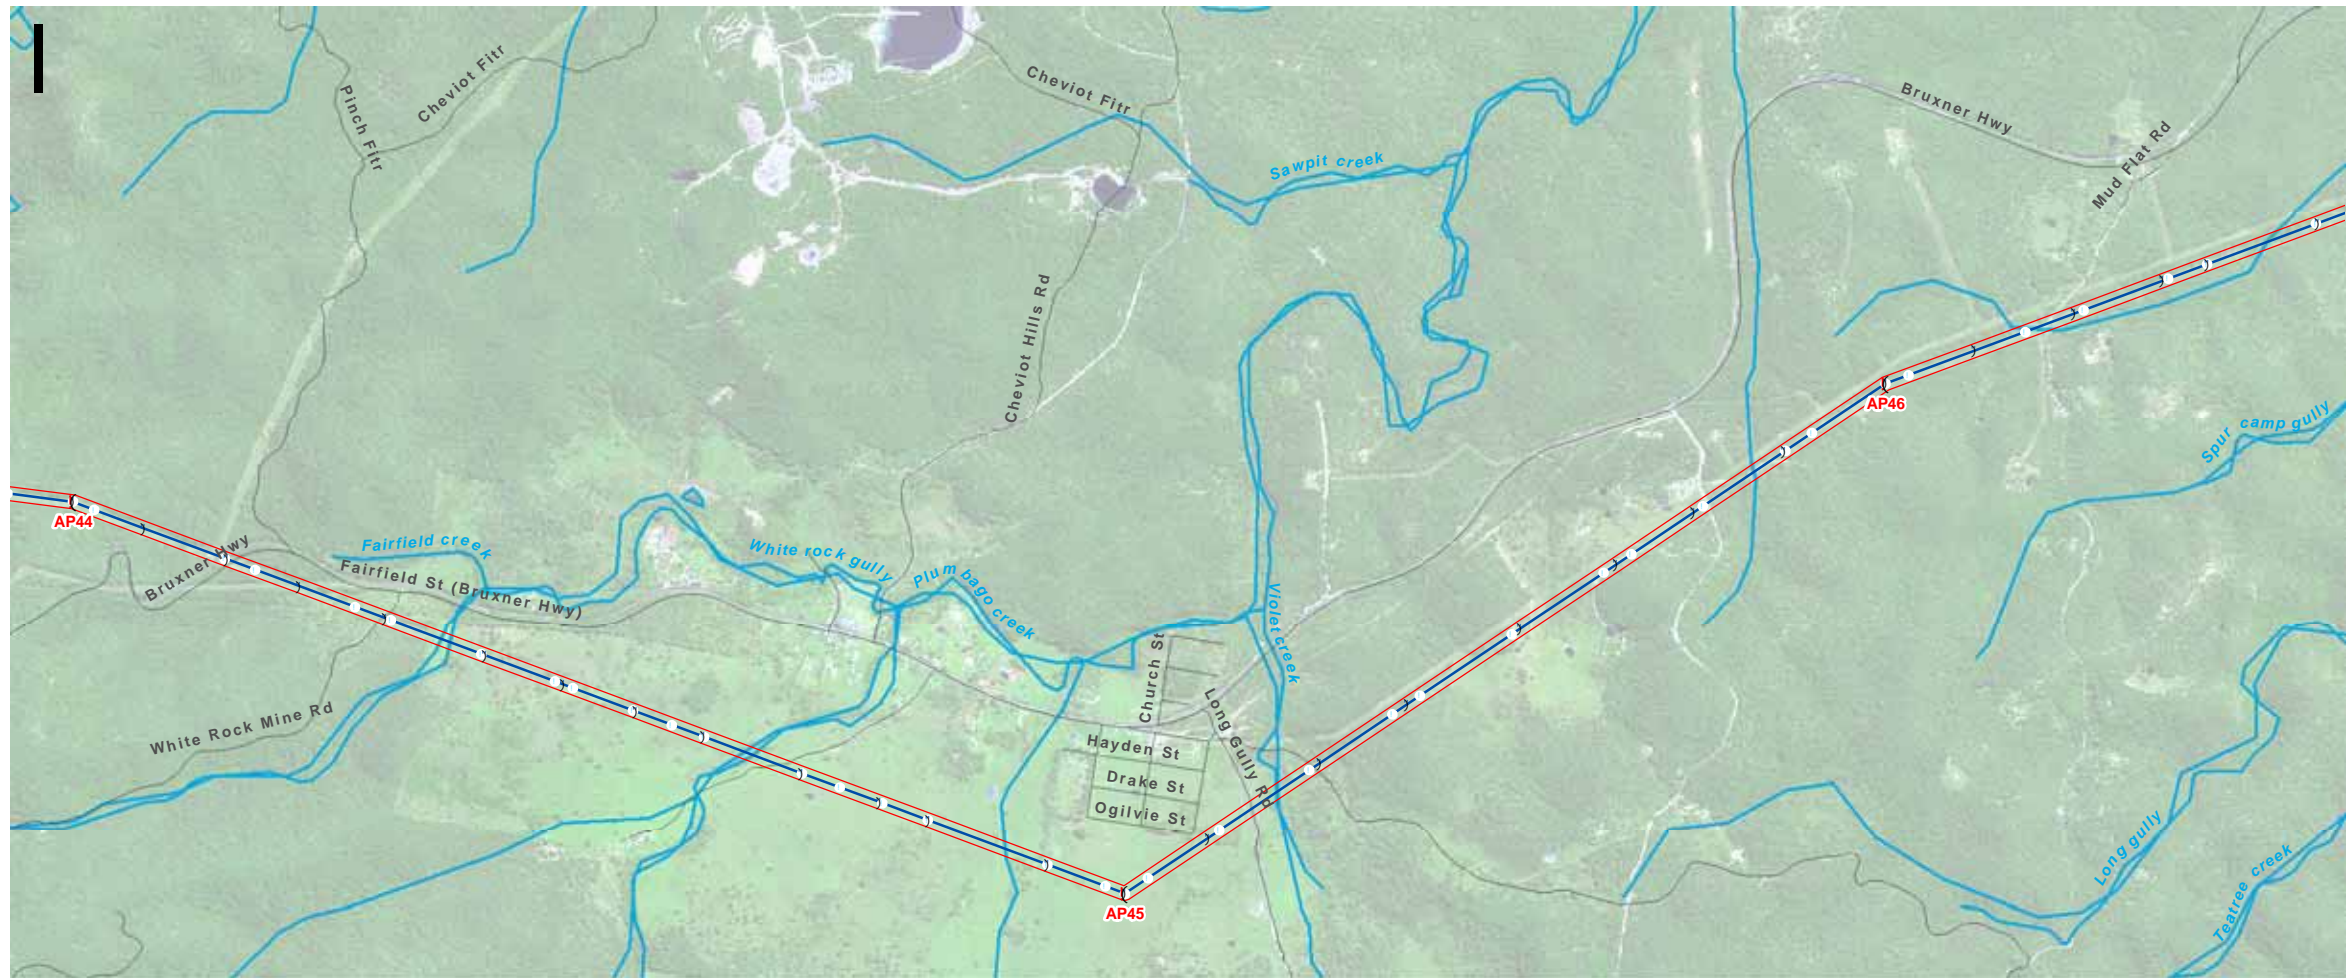 Cheviot Fitr
Pinch Fitr
Cheviot Fitr
Bruxner Hwy
Mud Flat Rd
Sawpit creek
Cheviot Hills Rd
AP46
Spur camp gully
AP44
Bruxner Hwy
Fairfield creek
Fairfield St (Bruxner Hwy)
White rock gully
Plum bago creek
Violet creek
Church St
White Rock Mine Rd
Long Gully Rd
Hayden St
Drake St
Ogilvie St
Long gully
Teatree creek
AP45